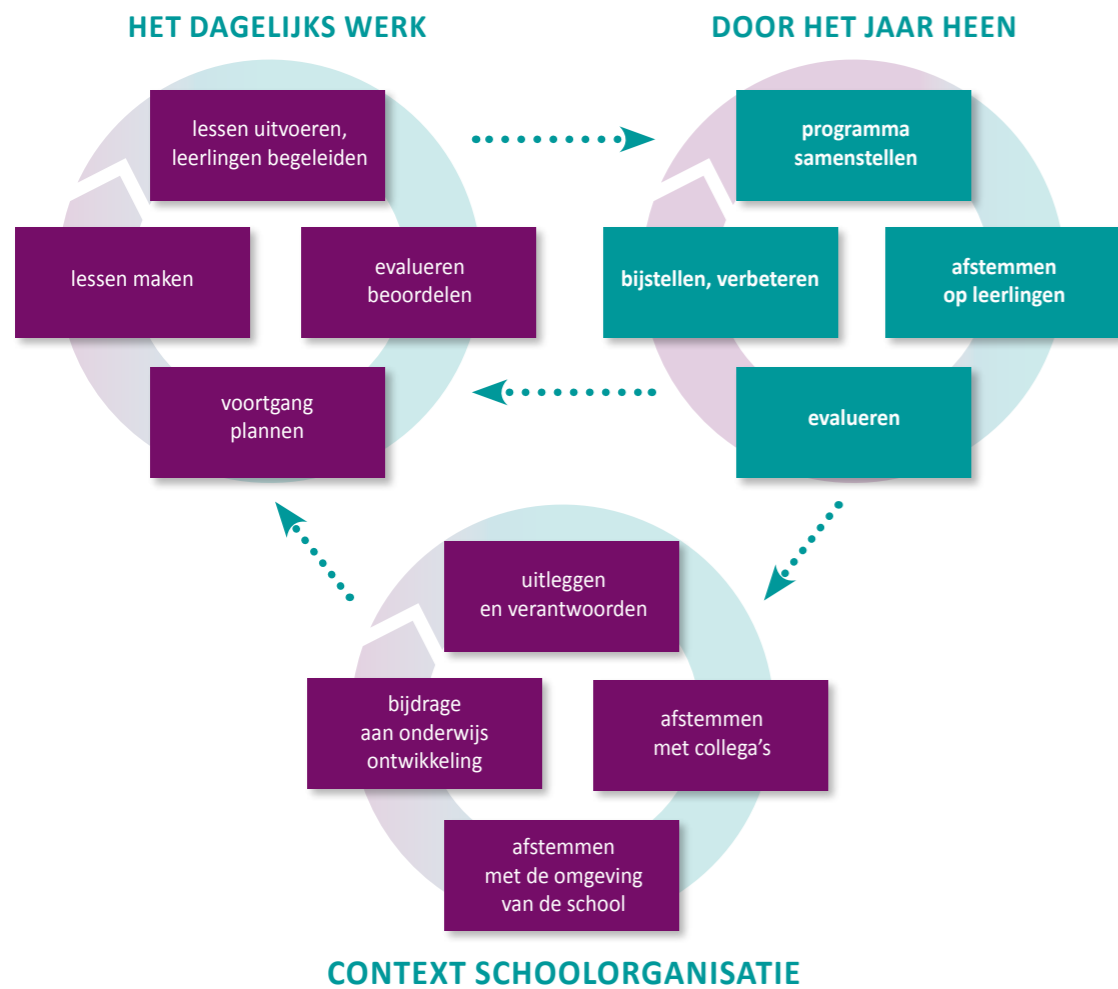 HET DAGELIJKS WERK
lessen uitvoeren,
leerlingen begeleiden
lessen maken
evalueren
beoordelen
voortgang
plannen
DOOR HET JAAR HEEN
programma
samenstellen
bijstellen, verbeteren
afstemmen
op leerlingen
evalueren
uitleggen
en verantwoorden
bijdrage
aan onderwijs
ontwikkeling
afstemmen
met collega's
afstemmen
met de omgeving
van de school
CONTEXT SCHOOLORGANISATIE